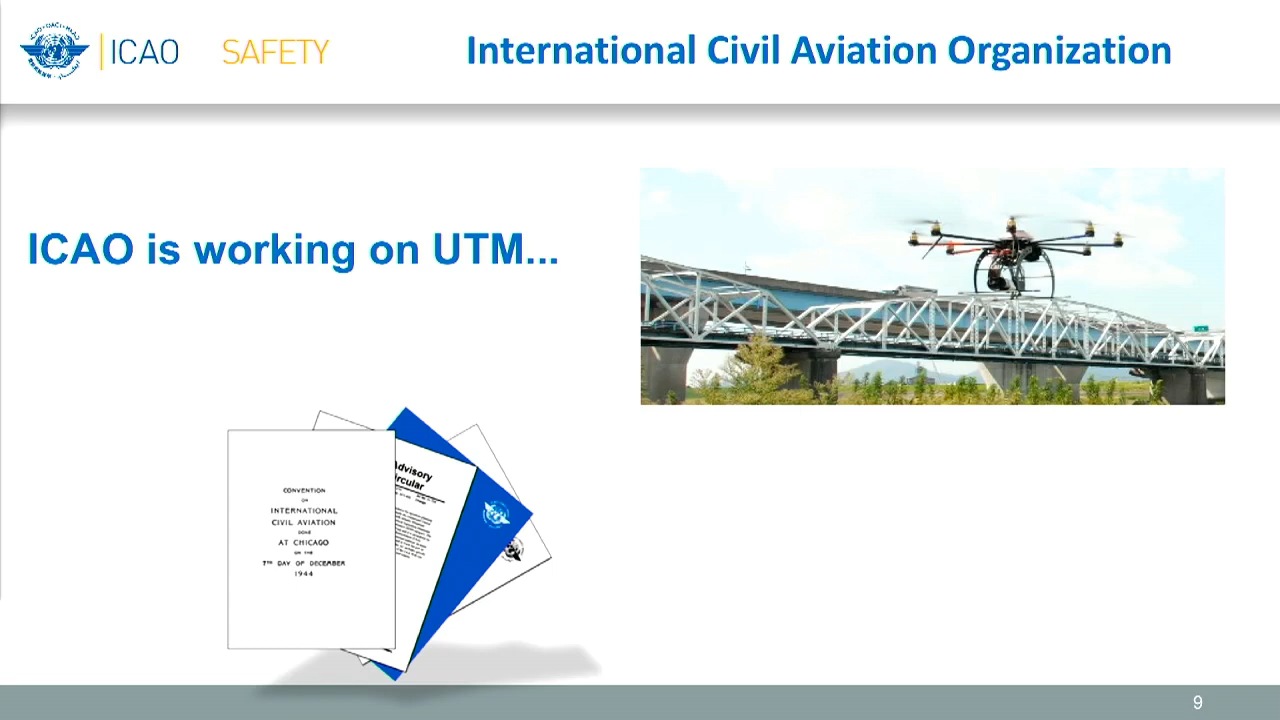 ICAO SAFETY
International Civil Aviation Organization
ICAO is working on UTM...
Advisory
CONVENTION
ON
INTERNATIONAL
CIVIL AVIATION
DONE
AT CHICAGO
ON THE
7TH DAY OF DECEMBER
1944
9